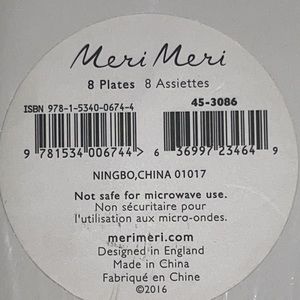 Meri Meri
8 Plates 8 Assiettes
ISBN 978-1-5340-0674-4
45-3086
9 781534 006744 >
6 36997 23464 9
NINGBO,CHINA 01017
Not safe for microwave use.
Non sécuritaire pour
l'utilisation aux micro-ondes.
merimeri.com
Designed in England
Made in China
Fabriqué en Chine
©2016